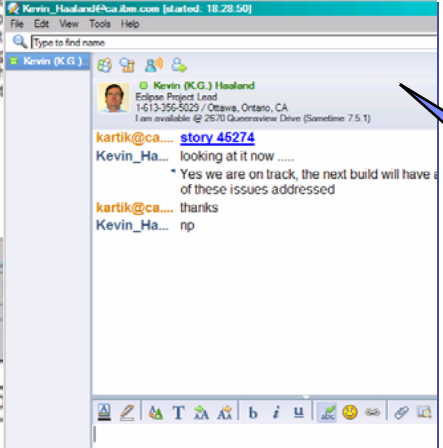 Kevin_Haaland@ca.ibm.com [started: 18:28:50]
File Edit View Tools Help
Type to find name
Kevin (K.G.)
Kevin (K.G.) Haaland
Eclipse Project Lead
1-613-356-5029 / Ottawa, Ontario, CA
I am available @ 2670 Queensview Drive (Sametime 7.5.1)
kartik@ca.... story 45274
Kevin_Ha... looking at it now .....
Yes we are on track, the next build will have a
of these issues addressed
kartik@ca.... thanks
Kevin_Ha... np
A T A A b i u abc